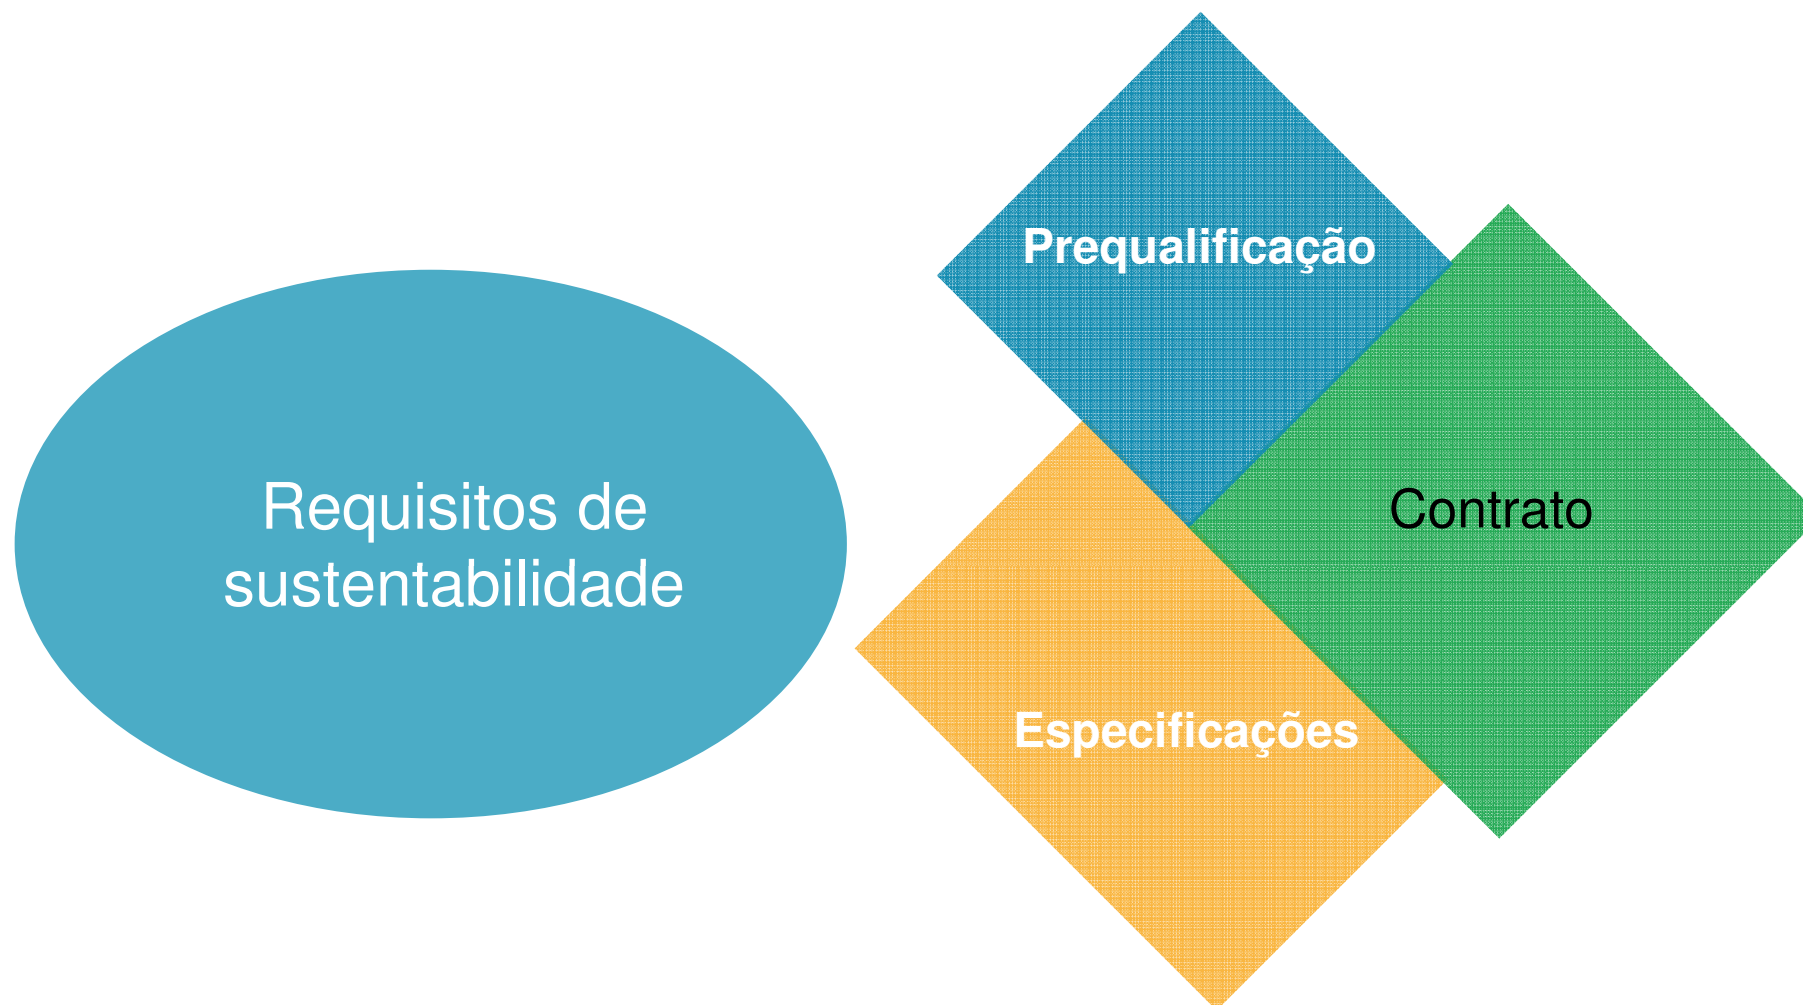 Requisitos de
sustentabilidade
Prequalificação
Contrato
Especificações